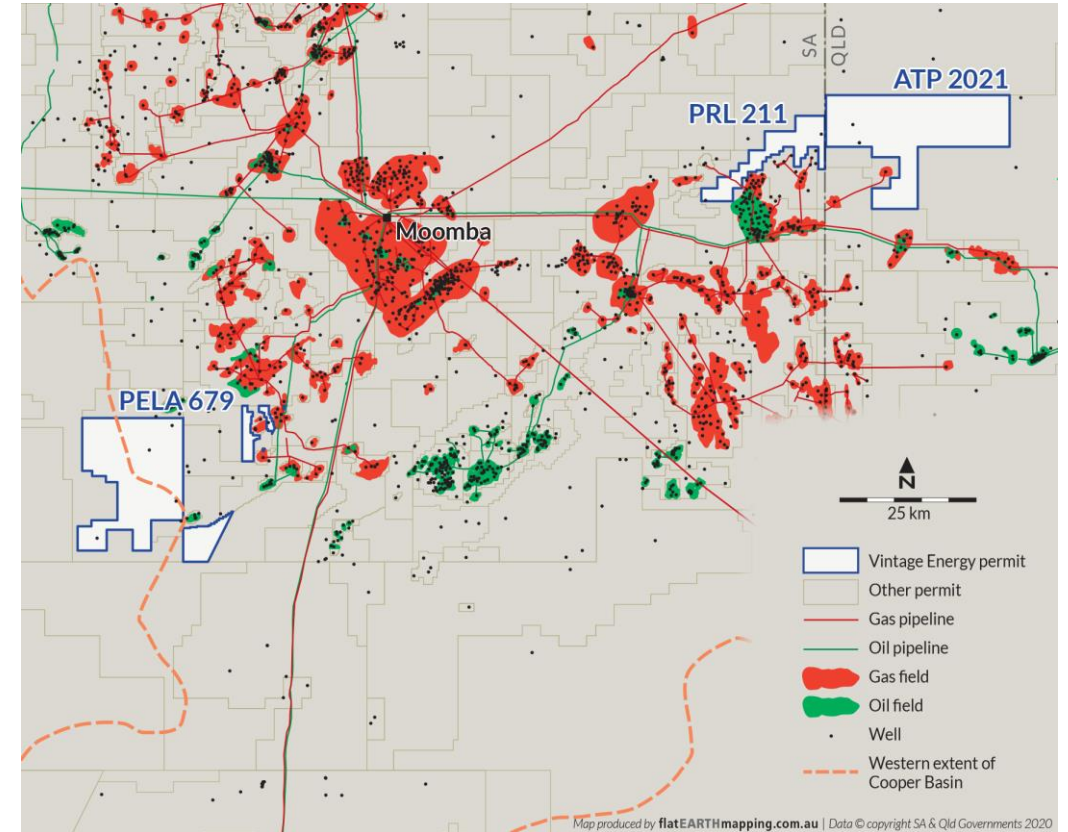 SA
QLD
ATP 2021
PRL 211
Moomba
PELA 679
N
25 km
Vintage Energy permit
Other permit
Gas pipeline
Oil pipeline
Gas field
Oil field
Well
Western extent of
Cooper Basin
Map produced by flatEARTHmapping.com.au | Data © copyright SA & Qld Governments 2020